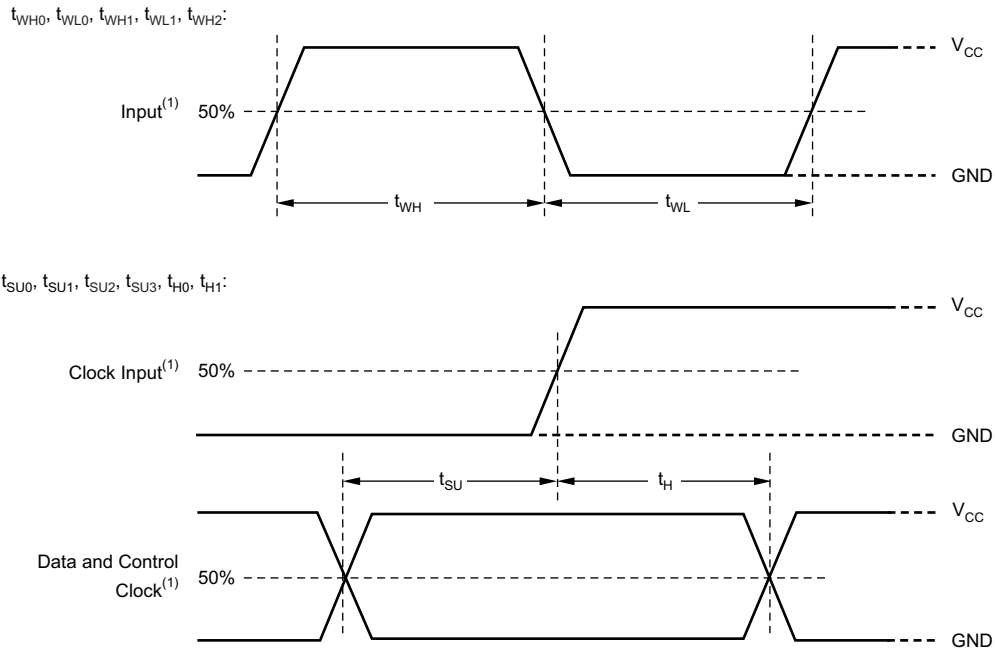 tWH0, tWL0, tWH1, tWL1, tWH2:
VCC
Input(1) 50%
GND
tWH tWL
tSU0, tSU1, tSU2, tSU3, tH0, tH1:
VCC
Clock Input(1) 50%
GND
tSU tH
VCC
Data and Control
Clock(1) 50%
GND